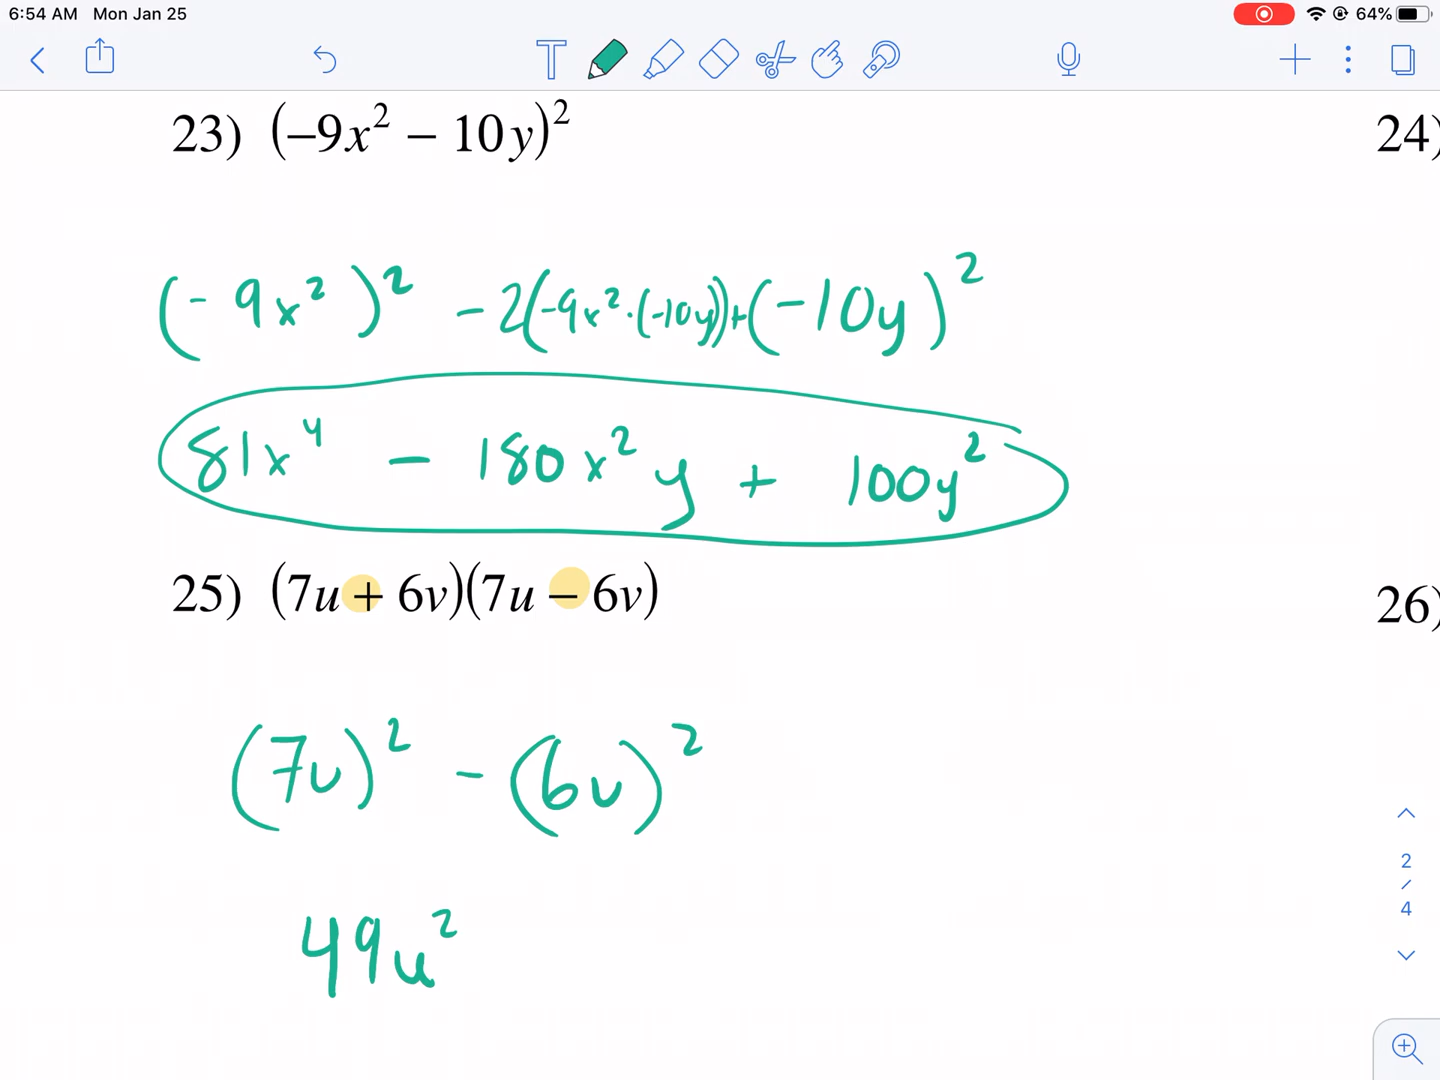 6:54 AM Mon Jan 25 64%
T
23) (–9x² – 10y)² 24)
(- 9x²)² - 2(-9x²·(-10y))+(-10y)²
81x⁴ - 180x²y + 100y²
25) (7u + 6v)(7u – 6v) 26)
(7u)² - (6v)²
2
/
4
49u²